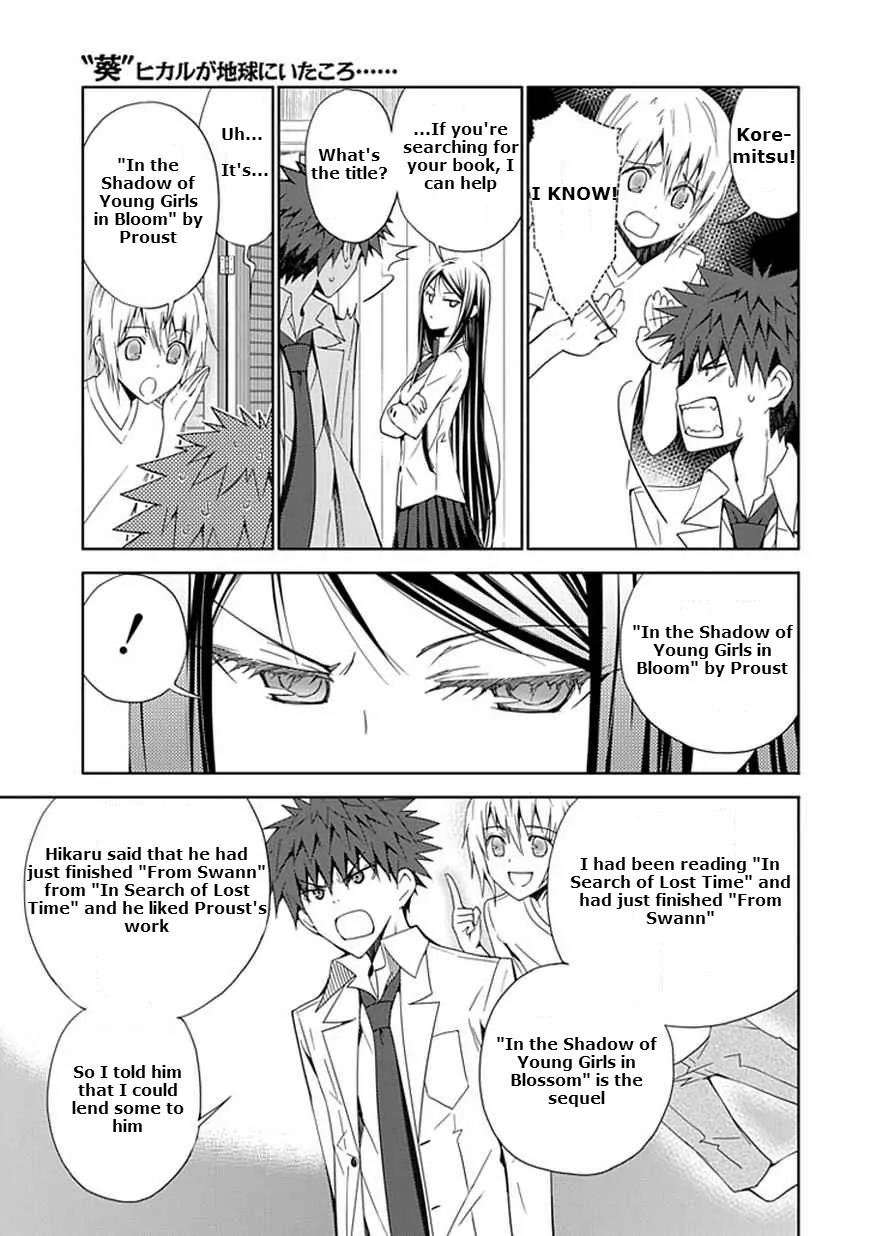 〝葵〟ヒカルが地球にいたころ……
Kore-
mitsu!
I KNOW!
...If you're
searching for
your book, I
can help
What's
the title?
Uh...
It's...
"In the
Shadow of
Young Girls
in Bloom" by
Proust
"In the Shadow of
Young Girls in
Bloom" by Proust
!
I had been reading "In
Search of Lost Time" and
had just finished "From
Swann"
"In the Shadow of
Young Girls in
Blossom" is the
sequel
Hikaru said that he had
just finished "From Swann"
from "In Search of Lost
Time" and he liked Proust's
work
So I told him
that I could
lend some to
him